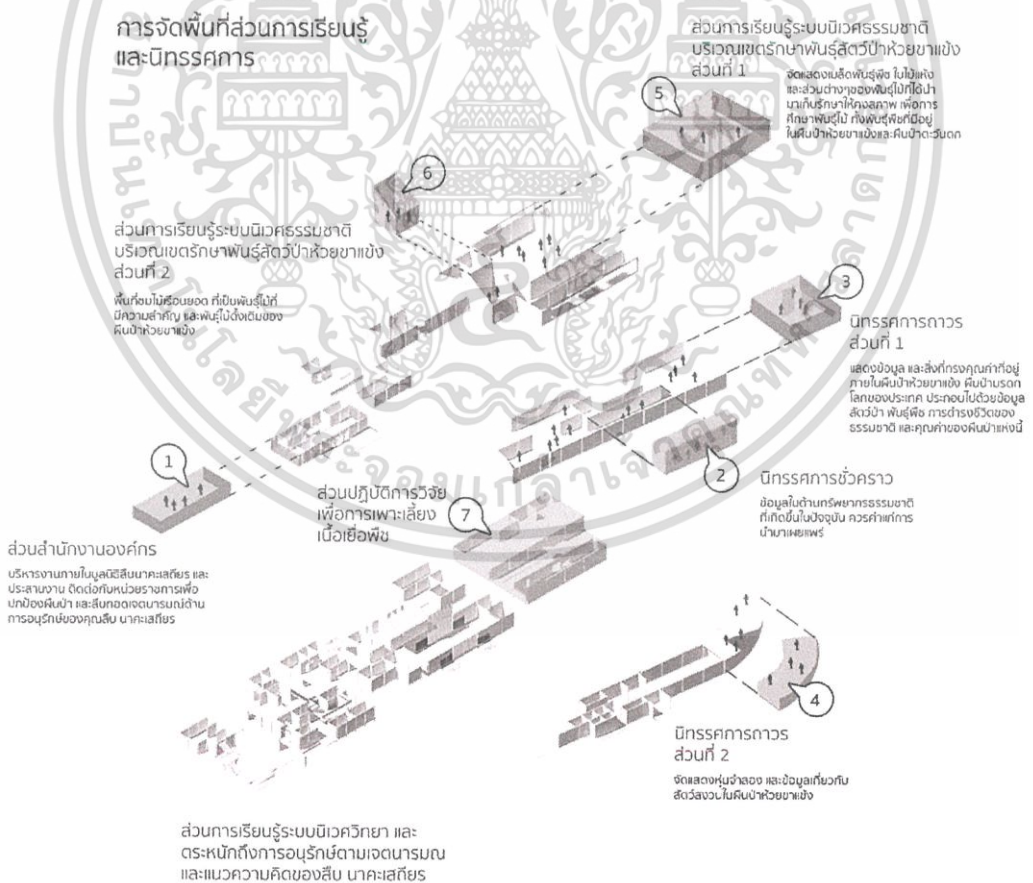 การจัดพื้นที่ส่วนการเรียนรู้
และนิทรรศการ
ส่วนการเรียนรู้ระบบนิเวศธรรมชาติ
บริเวณเขตรักษาพันธุ์สัตว์ป่าห้วยขาแข้ง
ส่วนที่ 1
จัดแสดงเมล็ดพันธุ์พืช ใบไม้แห้ง
และส่วนต่างๆของพันธุ์ไม้ที่ได้นำ
มาเก็บรักษาให้คงสภาพ เพื่อการ
ศึกษาพันธุ์ไม้ ทั้งพันธุ์พืชที่มีอยู่
ในผืนป่าห้วยขาแข้งและผืนป่าตะวันตก
5
6
ส่วนการเรียนรู้ระบบนิเวศธรรมชาติ
บริเวณเขตรักษาพันธุ์สัตว์ป่าห้วยขาแข้ง
ส่วนที่ 2
พื้นที่ชมไม้เรือนยอด ที่เป็นพันธุ์ไม้ที่
มีความสำคัญ และพันธุ์ไม้ดั้งเดิมของ
ผืนป่าห้วยขาแข้ง
3
นิทรรศการถาวร
ส่วนที่ 1
แสดงข้อมูล และสิ่งที่ทรงคุณค่าที่อยู่
ภายในผืนป่าห้วยขาแข้ง ผืนป่ามรดก
โลกของประเทศ ประกอบไปด้วยข้อมูล
สัตว์ป่า พันธุ์พืช การดำรงชีวิตของ
ธรรมชาติ และคุณค่าของผืนป่าแห่งนี้
1
2
นิทรรศการชั่วคราว
ข้อมูลในด้านทรัพยากรธรรมชาติ
ที่เกิดขึ้นในปัจจุบัน ควรค่าแก่การ
นำมาเผยแพร่
ส่วนปฏิบัติการวิจัย
เพื่อการเพาะเลี้ยง
เนื้อเยื่อพืช
7
ส่วนสำนักงานองค์กร
บริหารงานภายในมูลนิธิสืบนาคะเสถียร และ
ประสานงาน ติดต่อกับหน่วยราชการเพื่อ
ปกป้องผืนป่า และสืบทอดเจตนารมณ์ด้าน
การอนุรักษ์ของคุณสืบ นาคะเสถียร
4
นิทรรศการถาวร
ส่วนที่ 2
จัดแสดงหุ่นจำลอง และข้อมูลเกี่ยวกับ
สัตว์สงวนในผืนป่าห้วยขาแข้ง
ส่วนการเรียนรู้ระบบนิเวศวิทยา และ
ตระหนักถึงการอนุรักษ์ตามเจตนารมณ
และแนวความคิดของสืบ นาคะเสถียร